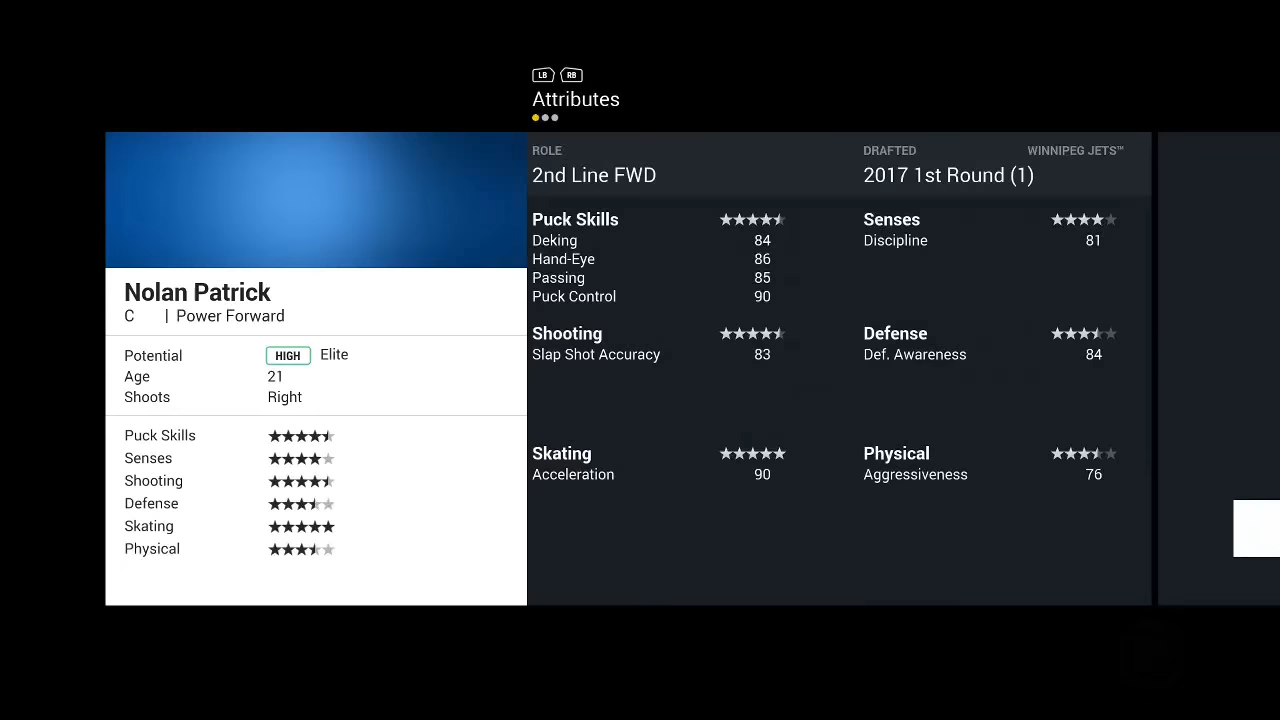 LB RB
Attributes
ROLE DRAFTED WINNIPEG JETS™
2nd Line FWD 2017 1st Round (1)
Nolan Patrick
C | Power Forward
Potential HIGH Elite
Age 21
Shoots Right
Puck Skills
Senses
Shooting
Defense
Skating
Physical
Puck Skills
Deking 84
Hand-Eye 86
Passing 85
Puck Control 90
Senses
Discipline 81
Shooting
Slap Shot Accuracy 83
Defense
Def. Awareness 84
Skating
Acceleration 90
Physical
Aggressiveness 76